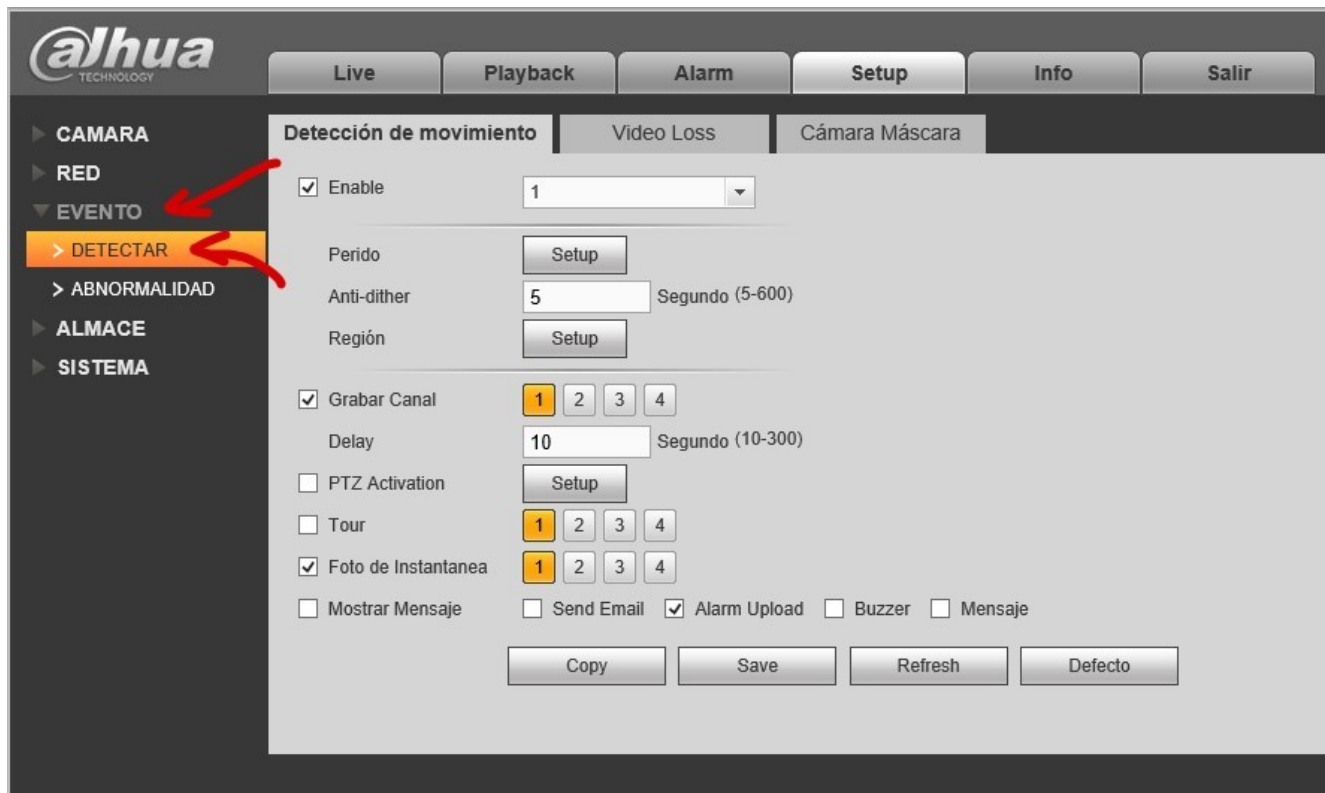 alhua
TECHNOLOGY
Live Playback Alarm Setup Info Salir
CAMARA
RED
EVENTO
> DETECTAR
> ABNORMALIDAD
ALMACE
SISTEMA
Detección de movimiento Video Loss Cámara Máscara
Enable 1
Perido Setup
Anti-dither 5 Segundo (5-600)
Región Setup
Grabar Canal 1 2 3 4
Delay 10 Segundo (10-300)
PTZ Activation Setup
Tour 1 2 3 4
Foto de Instantanea 1 2 3 4
Mostrar Mensaje Send Email Alarm Upload Buzzer Mensaje
Copy Save Refresh Defecto